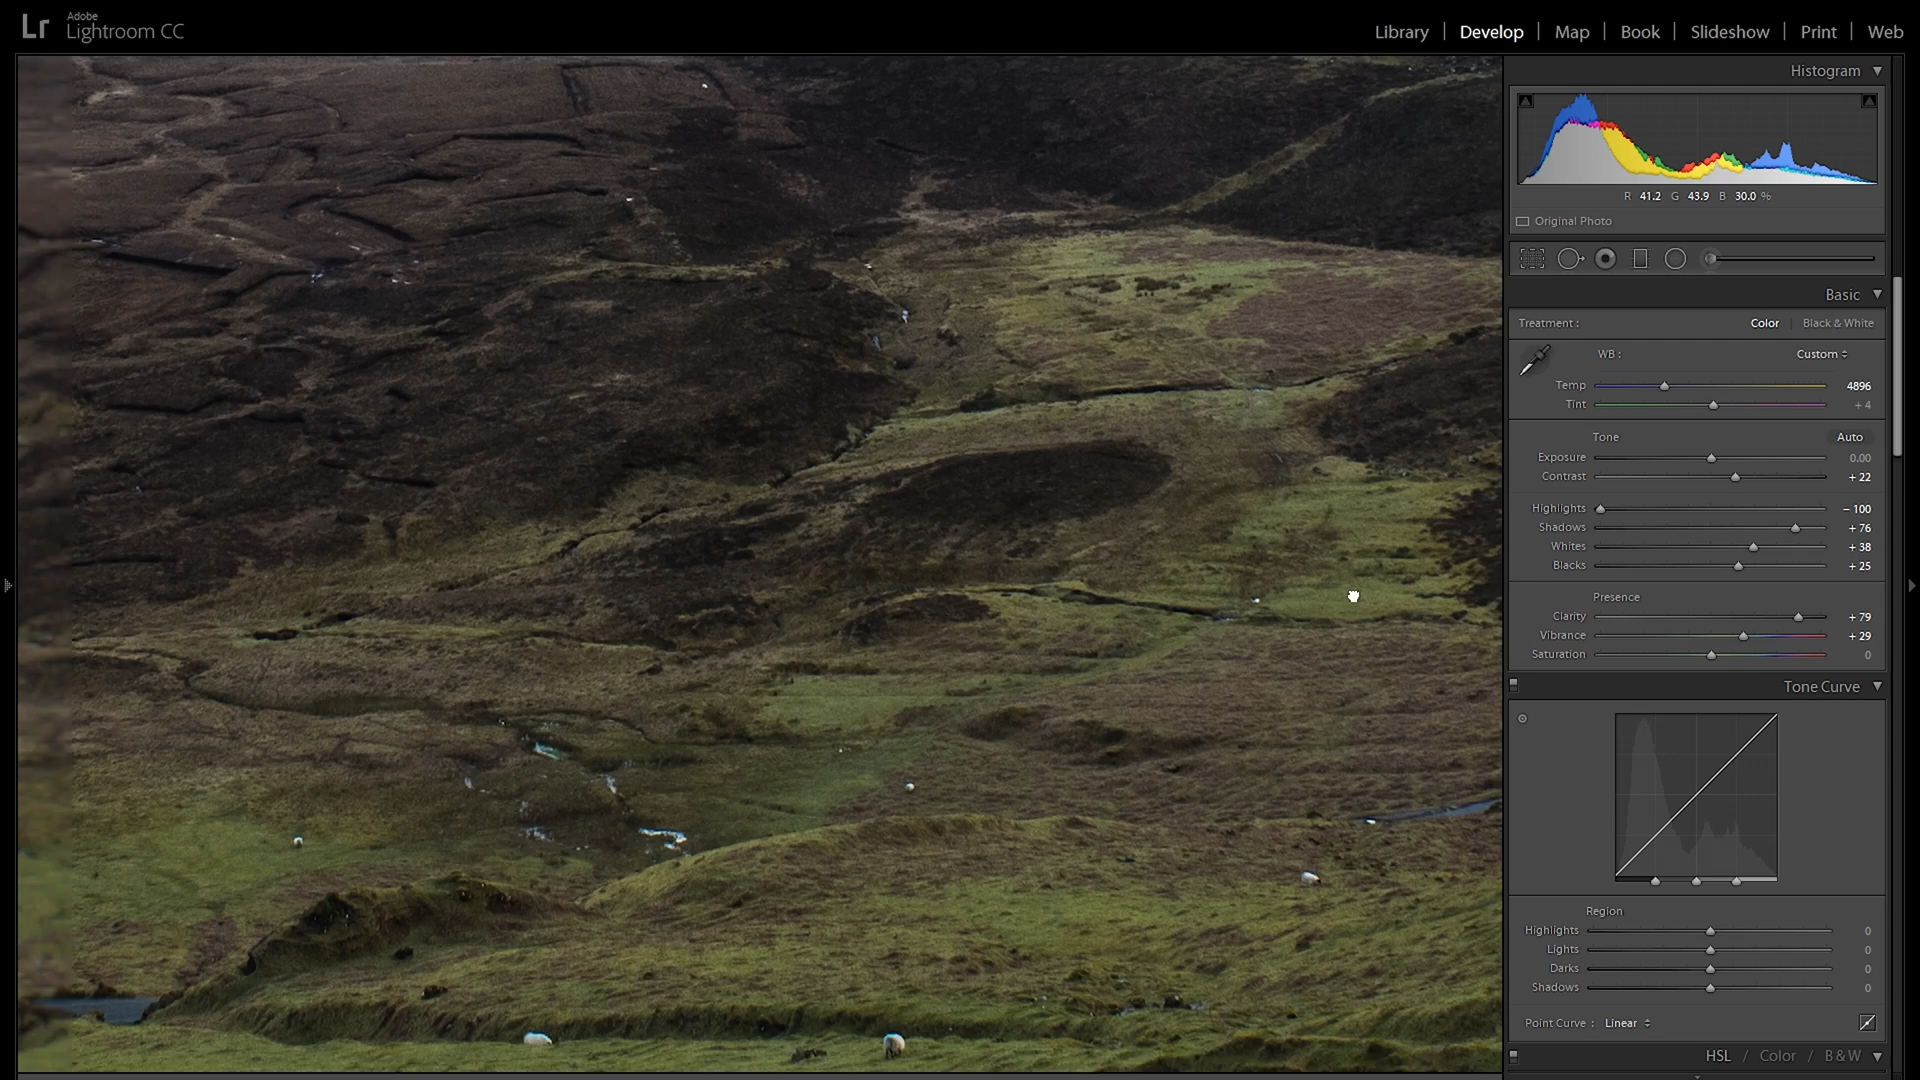 Lr Adobe
Lightroom CC
Library | Develop | Map | Book | Slideshow | Print | Web
Histogram
R 41.2 G 43.9 B 30.0 %
Original Photo
Basic
Treatment : Color | Black & White
WB : Custom
Temp 4896
Tint + 4
Tone Auto
Exposure 0.00
Contrast + 22
Highlights – 100
Shadows + 76
Whites + 38
Blacks + 25
Presence
Clarity + 79
Vibrance + 29
Saturation 0
Tone Curve
Region
Highlights 0
Lights 0
Darks 0
Shadows 0
Point Curve : Linear
HSL / Color / B & W